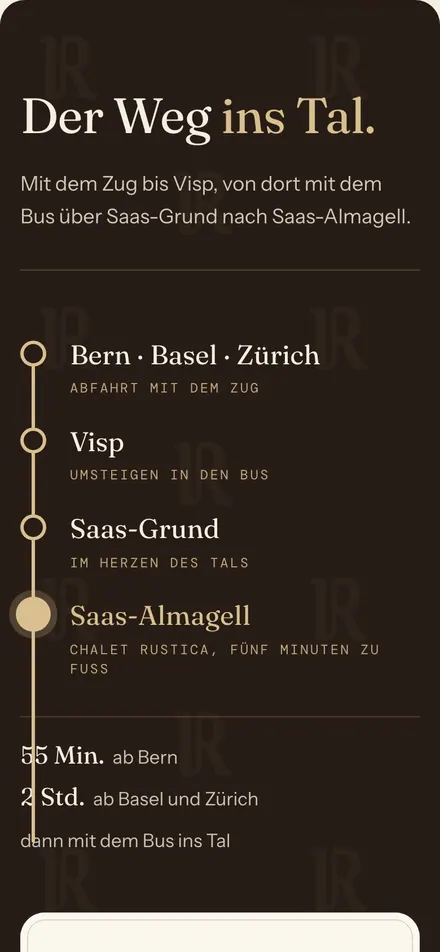 Der Weg ins Tal.
Mit dem Zug bis Visp, von dort mit dem
Bus über Saas-Grund nach Saas-Almagell.
Bern · Basel · Zürich
ABFAHRT MIT DEM ZUG
Visp
UMSTEIGEN IN DEN BUS
Saas-Grund
IM HERZEN DES TALS
Saas-Almagell
CHALET RUSTICA, FÜNF MINUTEN ZU
FUSS
55 Min. ab Bern
2 Std. ab Basel und Zürich
dann mit dem Bus ins Tal